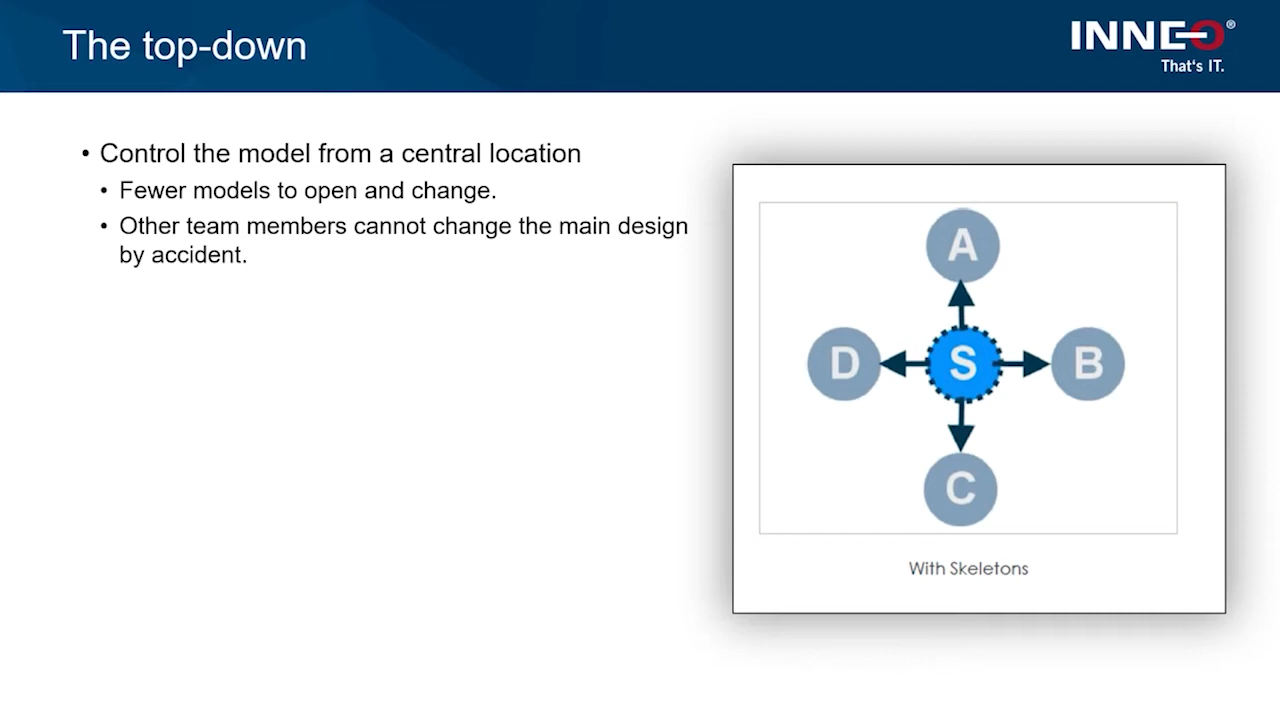 The top-down
INNEO®
That's IT.
• Control the model from a central location
• Fewer models to open and change.
• Other team members cannot change the main design
by accident.
A
D
S
B
C
With Skeletons